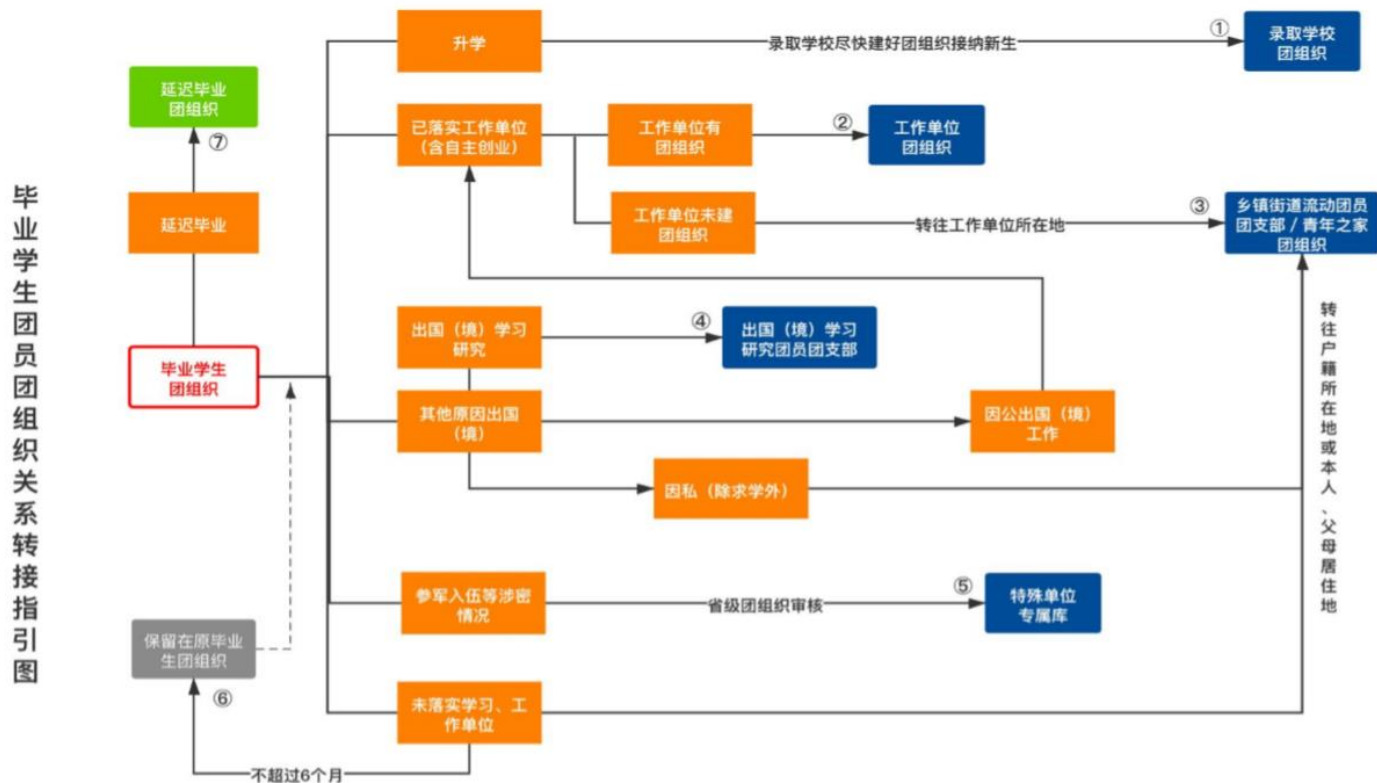 毕业学生团员团组织关系转接指引图
升学
录取学校尽快建好团组织接纳新生
①
录取学校
团组织
延迟毕业
团组织
⑦
已落实工作单位
（含自主创业）
工作单位有
团组织
②
工作单位
团组织
延迟毕业
工作单位未建
团组织
转往工作单位所在地
③
乡镇街道流动团员
团支部/青年之家
团组织
出国（境）学习
研究
④
出国（境）学习
研究团员团支部
转往户籍所在地或本人、父母居住地
毕业学生
团组织
其他原因出国
（境）
因公出国（境）
工作
因私（除求学外）
参军入伍等涉密
情况
省级团组织审核
⑤
特殊单位
专属库
保留在原毕业
生团组织
⑥
未落实学习、工
作单位
不超过6个月